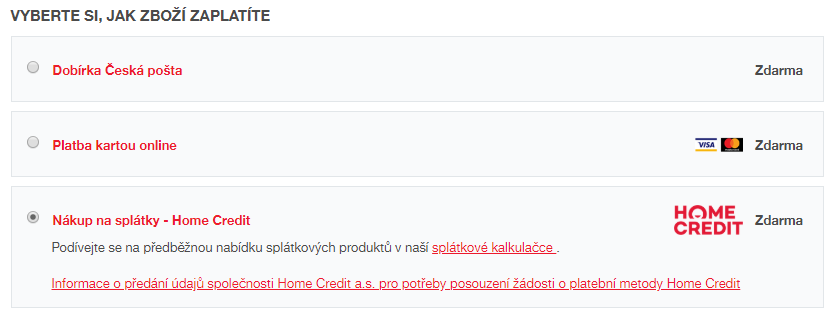 VYBERTE SI, JAK ZBOŽÍ ZAPLATÍTE
Dobírka Česká pošta Zdarma
Platba kartou online VISA MasterCard Zdarma
Nákup na splátky - Home Credit HOME CREDIT Zdarma
Podívejte se na předběžnou nabídku splátkových produktů v naší splátkové kalkulačce .
Informace o předání údajů společnosti Home Credit a.s. pro potřeby posouzení žádosti o platební metody Home Credit